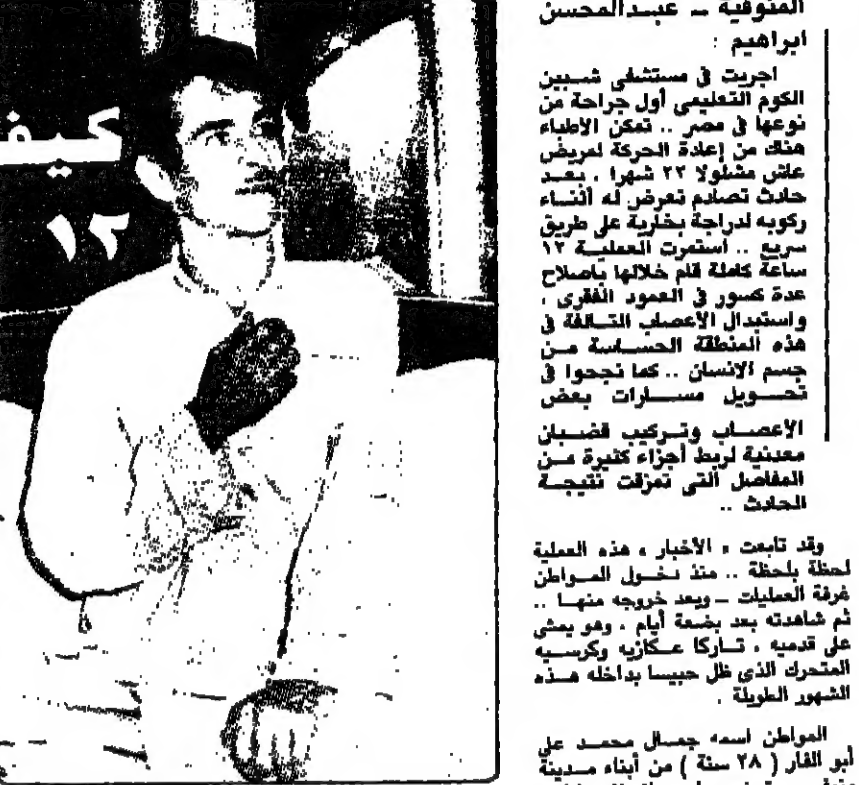 كيف
١٢
المنوفية ــ عبدالمحسن
ابراهيم :
اجريت في مستشفى شبين
الكوم التعليمى أول جراحة من
نوعها في مصر .. تمكن الاطباء
هناك من إعادة الحركة لمريض
عاش مشلولا ٢٢ شهرا ، بعد
حادث تصادم تعرض له أثناء
ركوبه لدراجة بخارية على طريق
سريع .. استمرت العملية ١٢
ساعة كاملة قام خلالها باصلاح
عدة كسور في العمود الفقرى ،
واستبدال الأعصاب التالفة في
هذه المنطقة الحساسة من
جسم الانسان .. كما نجحوا في
تحويل مسارات بعض
الأعصاب وتركيب قضبان
معدنية لربط أجزاء كثيرة من
المفاصل التى تمزقت نتيجة
الحادث ..
وقد تابعت « الأخبار » هذه العملية
لحظة بلحظة .. منذ دخول المواطن
غرفة العمليات ــ وبعد خروجه منها ..
ثم شاهدته بعد بضعة أيام ، وهو يمشى
على قدميه ، تاركا عكازيه وكرسيه
المتحرك الذى ظل حبيسا بداخله هذه
الشهور الطويلة .
المواطن اسمه جمال محمد على
أبو الفار ( ٢٨ سنة ) من أبناء مدينة